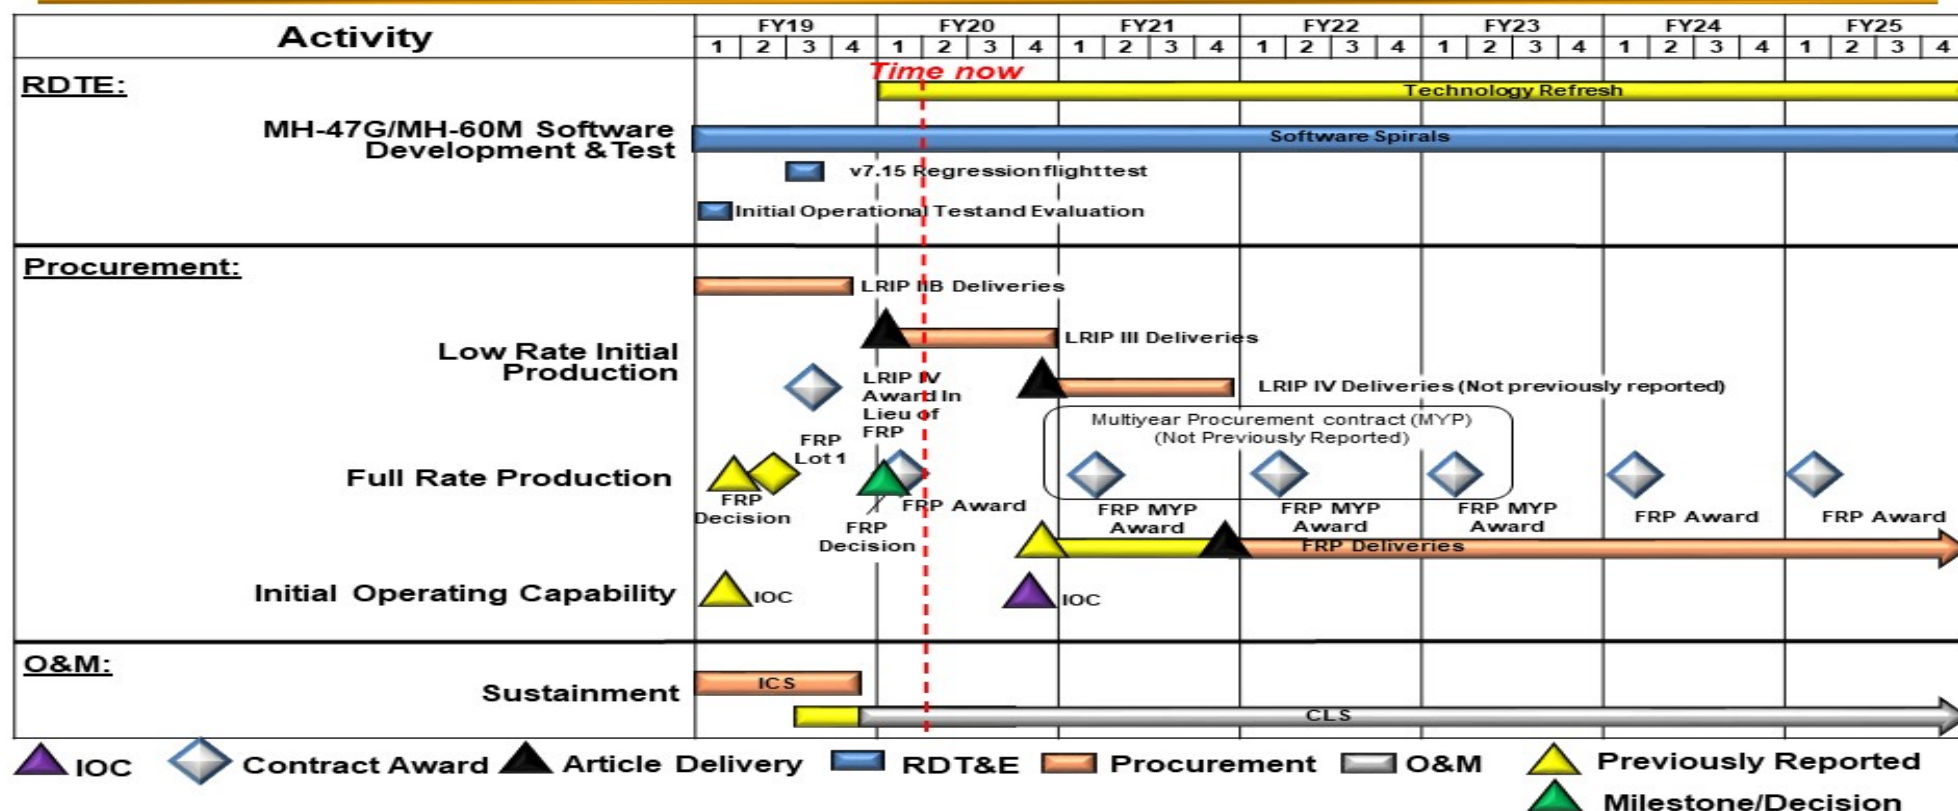 Activity
FY19 FY20 FY21 FY22 FY23 FY24 FY25
1 2 3 4 1 2 3 4 1 2 3 4 1 2 3 4 1 2 3 4 1 2 3 4 1 2 3 4
Time now
RDTE:
Technology Refresh
MH-47G/MH-60M Software
Development & Test
Software Spirals
v7.15 Regression flight test
Initial Operational Test and Evaluation
Procurement:
LRIP IIB Deliveries
Low Rate Initial
Production
LRIP III Deliveries
LRIP IV
Award In
Lieu of
FRP
LRIP IV Deliveries (Not previously reported)
Multiyear Procurement contract (MYP)
(Not Previously Reported)
Full Rate Production
FRP
Lot 1
FRP
Decision
FRP
Decision
FRP Award
FRP MYP
Award
FRP MYP
Award
FRP MYP
Award
FRP Award
FRP Award
FRP Deliveries
Initial Operating Capability
IOC
IOC
O&M:
Sustainment
ICS
CLS
IOC
Contract Award
Article Delivery
RDT&E
Procurement
O&M
Previously Reported
Milestone/Decision